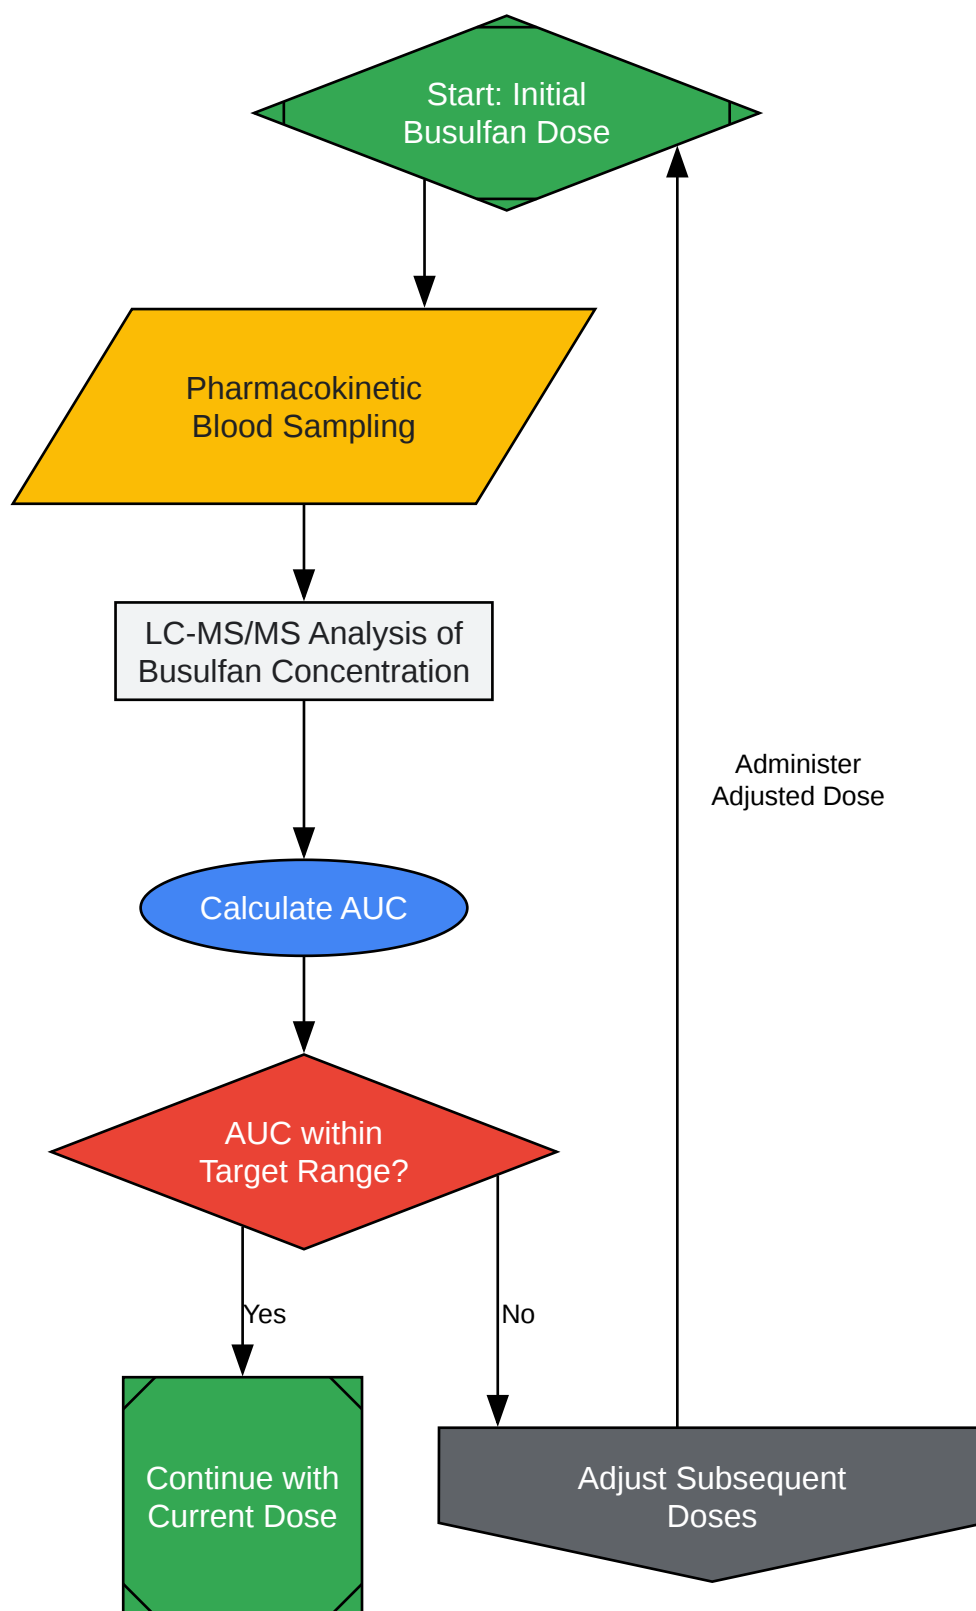 Start: Initial
Busulfan Dose
Pharmacokinetic
Blood Sampling
LC-MS/MS Analysis of
Busulfan Concentration
Administer
Adjusted Dose
Calculate AUC
AUC within
Target Range?
Yes
No
Continue with
Current Dose
Adjust Subsequent
Doses